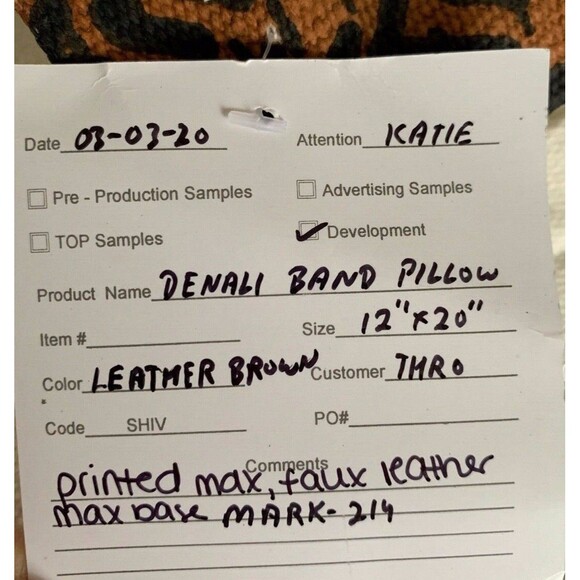 Date 03-03-20 Attention KATIE
Pre - Production Samples Advertising Samples
TOP Samples Development
Product Name DENALI BAND PILLOW
Item # Size 12"x20"
Color LEATHER BROWN Customer THRO
Code SHIV PO#
Comments
printed max, faux leather
max base MARK-214